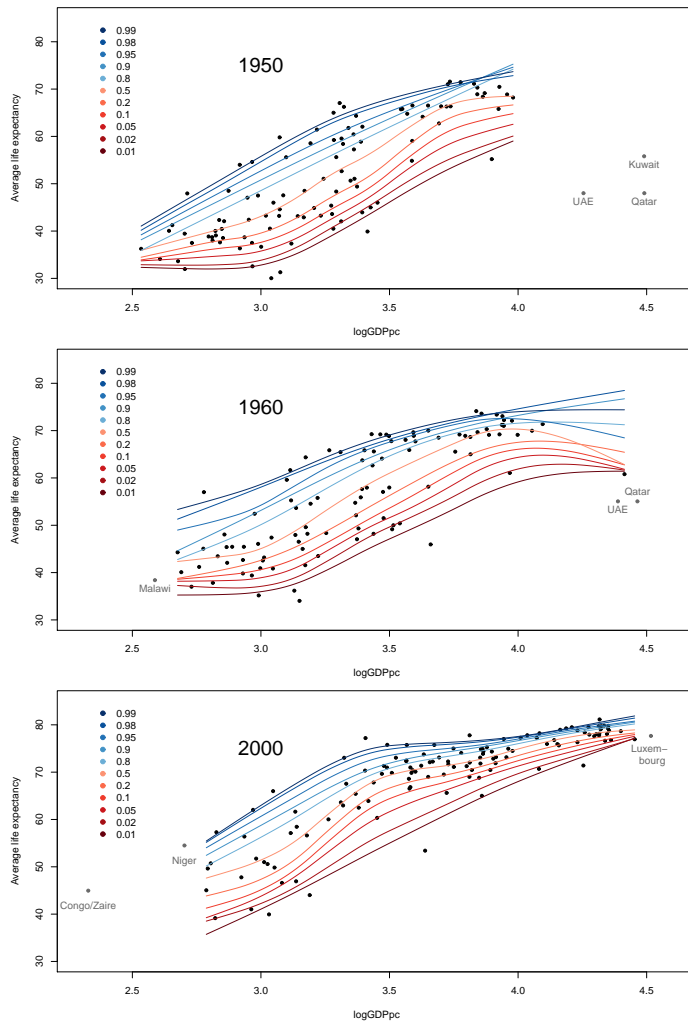 1950
0.99
0.98
0.95
0.9
0.8
0.5
0.2
0.1
0.05
0.02
0.01
Kuwait
UAE
Qatar
Average life expectancy
80
70
60
50
40
30
2.5 3.0 3.5 4.0 4.5
logGDPpc
1960
0.99
0.98
0.95
0.9
0.8
0.5
0.2
0.1
0.05
0.02
0.01
Malawi
Qatar
UAE
Average life expectancy
80
70
60
50
40
30
2.5 3.0 3.5 4.0 4.5
logGDPpc
2000
0.99
0.98
0.95
0.9
0.8
0.5
0.2
0.1
0.05
0.02
0.01
Luxem−
bourg
Niger
Congo/Zaire
Average life expectancy
80
70
60
50
40
30
2.5 3.0 3.5 4.0 4.5
logGDPpc